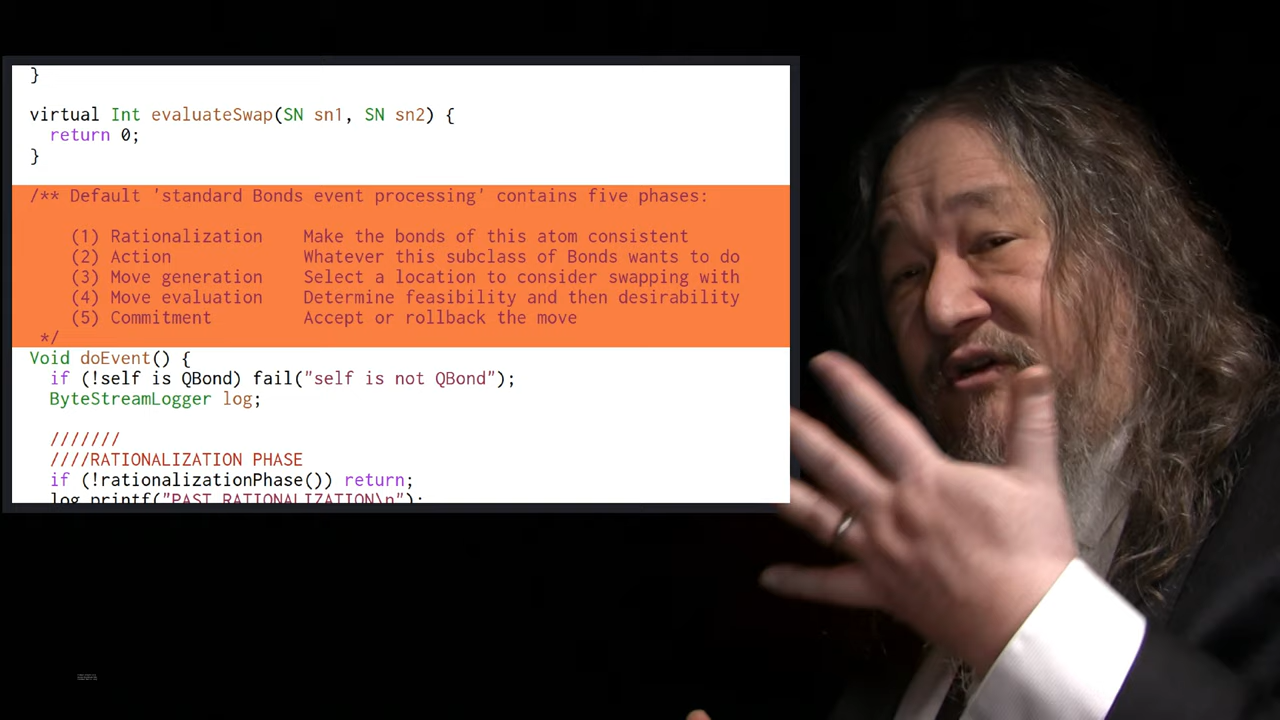 }
virtual Int evaluateSwap(SN sn1, SN sn2) {
return 0;
}
/** Default 'standard Bonds event processing' contains five phases:
(1) Rationalization Make the bonds of this atom consistent
(2) Action Whatever this subclass of Bonds wants to do
(3) Move generation Select a location to consider swapping with
(4) Move evaluation Determine feasibility and then desirability
(5) Commitment Accept or rollback the move
*/
Void doEvent() {
if (!self is QBond) fail("self is not QBond");
ByteStreamLogger log;
///////
////RATIONALIZATION PHASE
if (!rationalizationPhase()) return;
log.printf("PAST RATIONALIZATION\n");